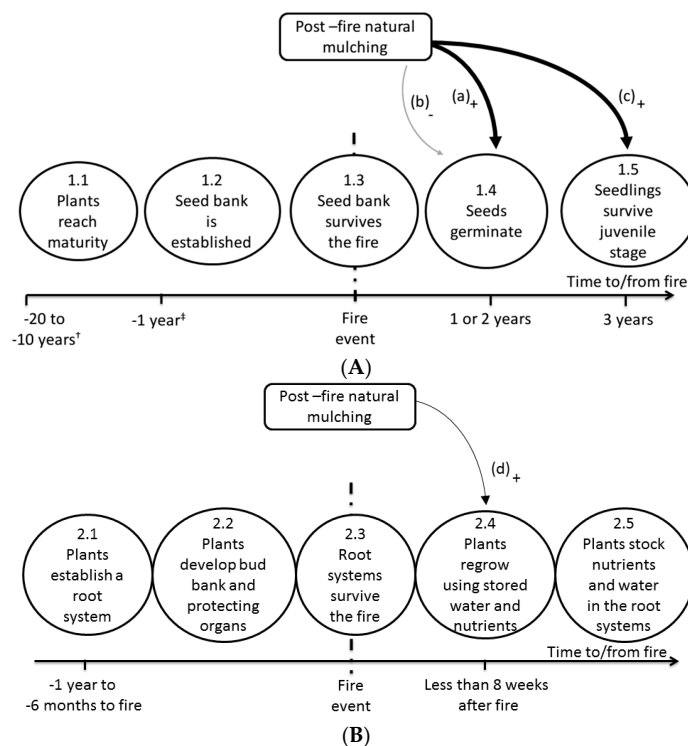 Post –fire natural
mulching
(b)
-
(a)
+
(c)
+
1.1
Plants
reach
maturity
1.2
Seed bank
is
established
1.3
Seed bank
survives
the fire
1.4
Seeds
germinate
1.5
Seedlings
survive
juvenile
stage
Time to/from fire
-20 to
-10 years†
-1 year‡
Fire
event
1 or 2 years
3 years
(A)
Post –fire natural
mulching
(d)
+
2.1
Plants
establish a
root
system
2.2
Plants
develop bud
bank and
protecting
organs
2.3
Root
systems
survive
the fire
2.4
Plants
regrow
using stored
water and
nutrients
2.5
Plants stock
nutrients
and water
in the root
systems
Time to/from fire
-1 year to
-6 months to fire
Fire
event
Less than 8 weeks
after fire
(B)